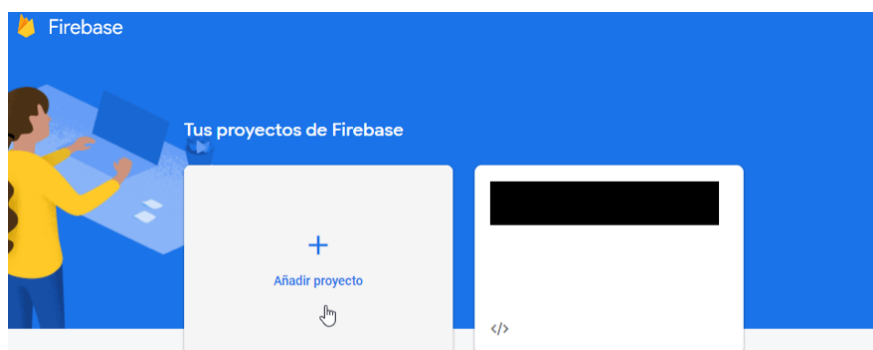 Firebase
Tus proyectos de Firebase
+
Añadir proyecto
</>